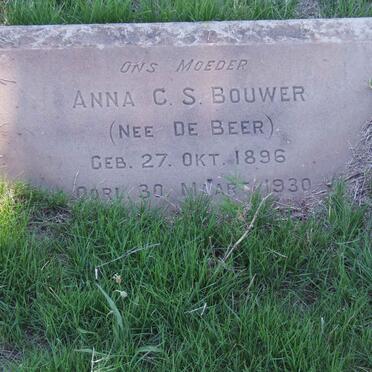 ONS MOEDER
ANNA C. S. BOUWER
(NEE DE BEER)
GEB. 27. OKT. 1896
OORL. 30 MAART 1930